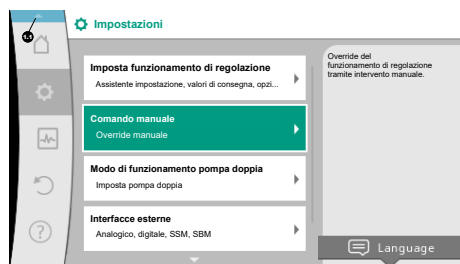 1.1
Impostazioni
Imposta funzionamento di regolazione
Assistente impostazione, valori di consegna, opzi...
Comando manuale
Override manuale
Modo di funzionamento pompa doppia
Imposta pompa doppia
Interfacce esterne
Analogico, digitale, SSM, SBM
Override del
funzionamento di regolazione
tramite intervento manuale.
Language